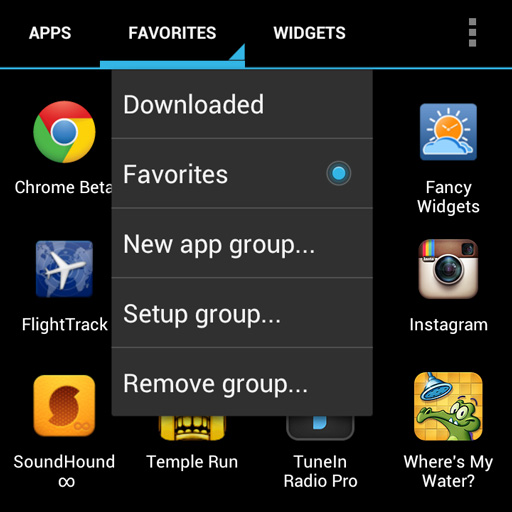 APPS
FAVORITES
WIDGETS
Downloaded
Favorites
New app group...
Setup group...
Remove group...
Chrome Beta
Fancy
Widgets
FlightTrack
Instagram
SoundHound
∞
Temple Run
TuneIn
Radio Pro
Where's My
Water?